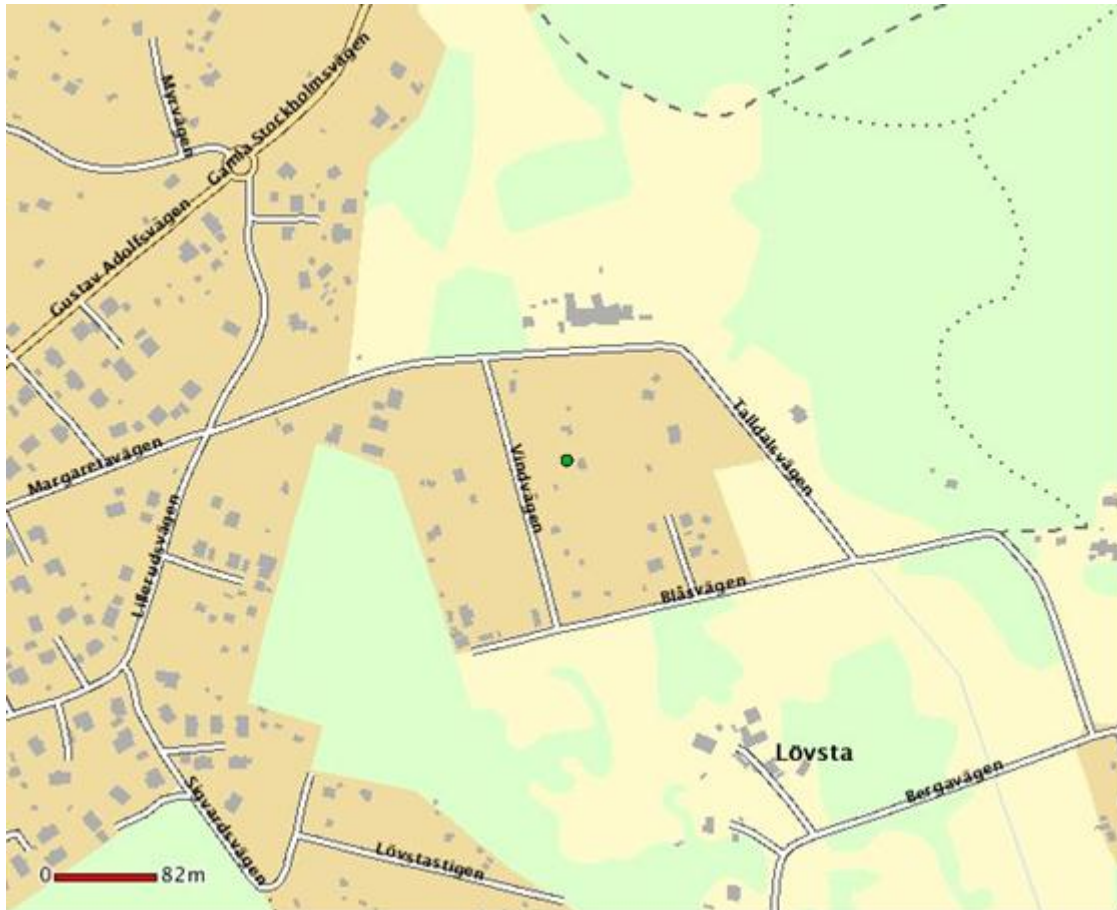 Myrvägen
Gamla Stockholmsvägen
Gustav Adolfsvägen
Margaretavägen
Vindvägen
Talldalsvägen
Lillerudsvägen
Blåsvägen
Lövsta
Bergavägen
Sigvardsvägen
Lövstastigen
0 82m